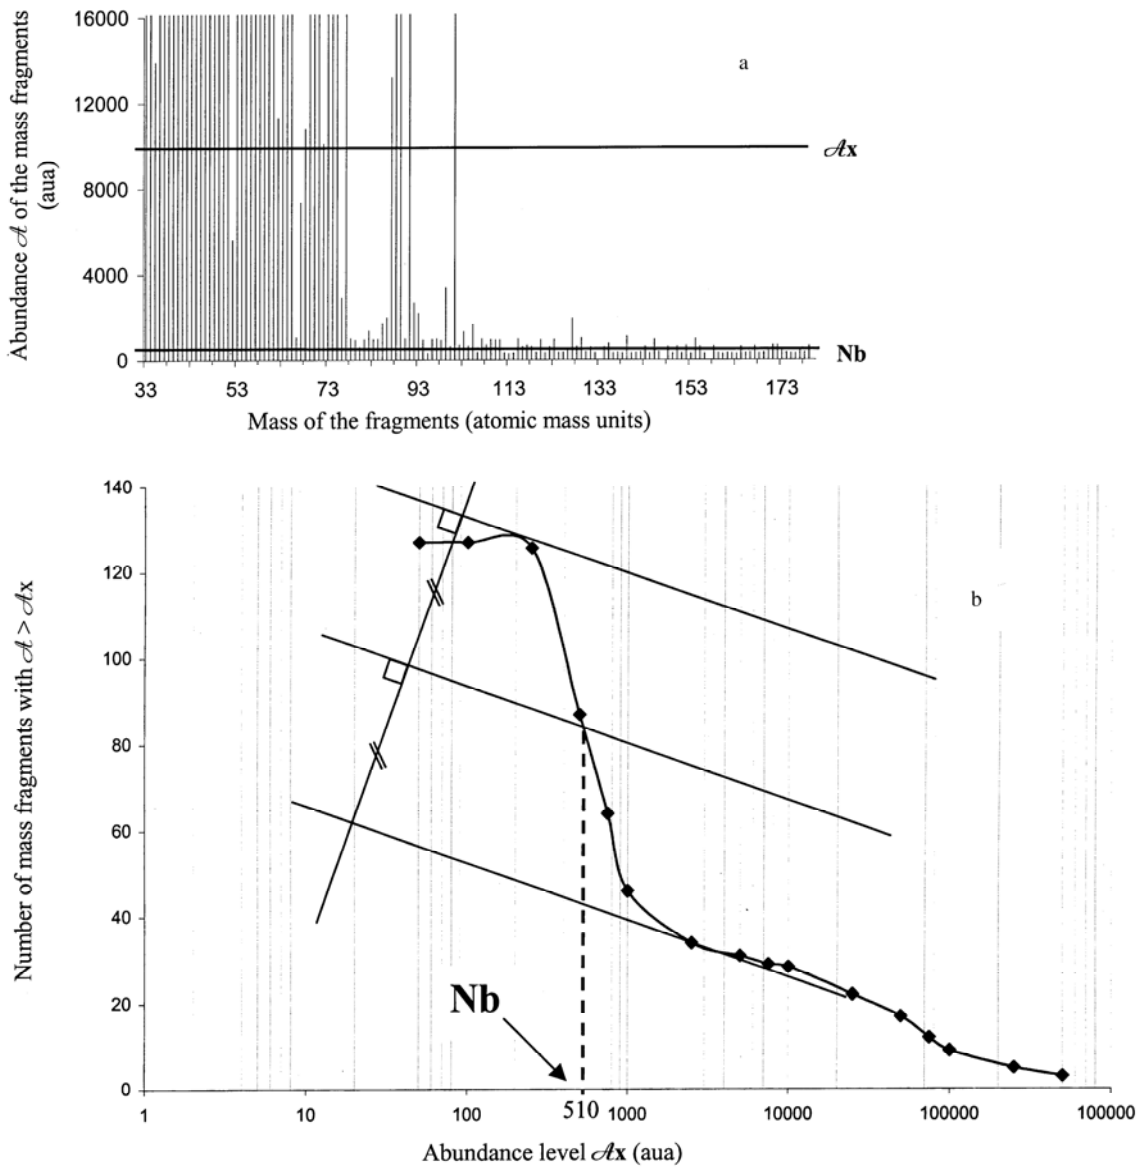 16000
12000
8000
4000
0
Abundance 𝒜 of the mass fragments
(aua)
a
𝒜x
Nb
33 53 73 93 113 133 153 173
Mass of the fragments (atomic mass units)
140
120
100
80
60
40
20
0
Number of mass fragments with 𝒜 > 𝒜x
b
Nb
1 10 100 510 1000 10000 100000 100000
Abundance level 𝒜x (aua)